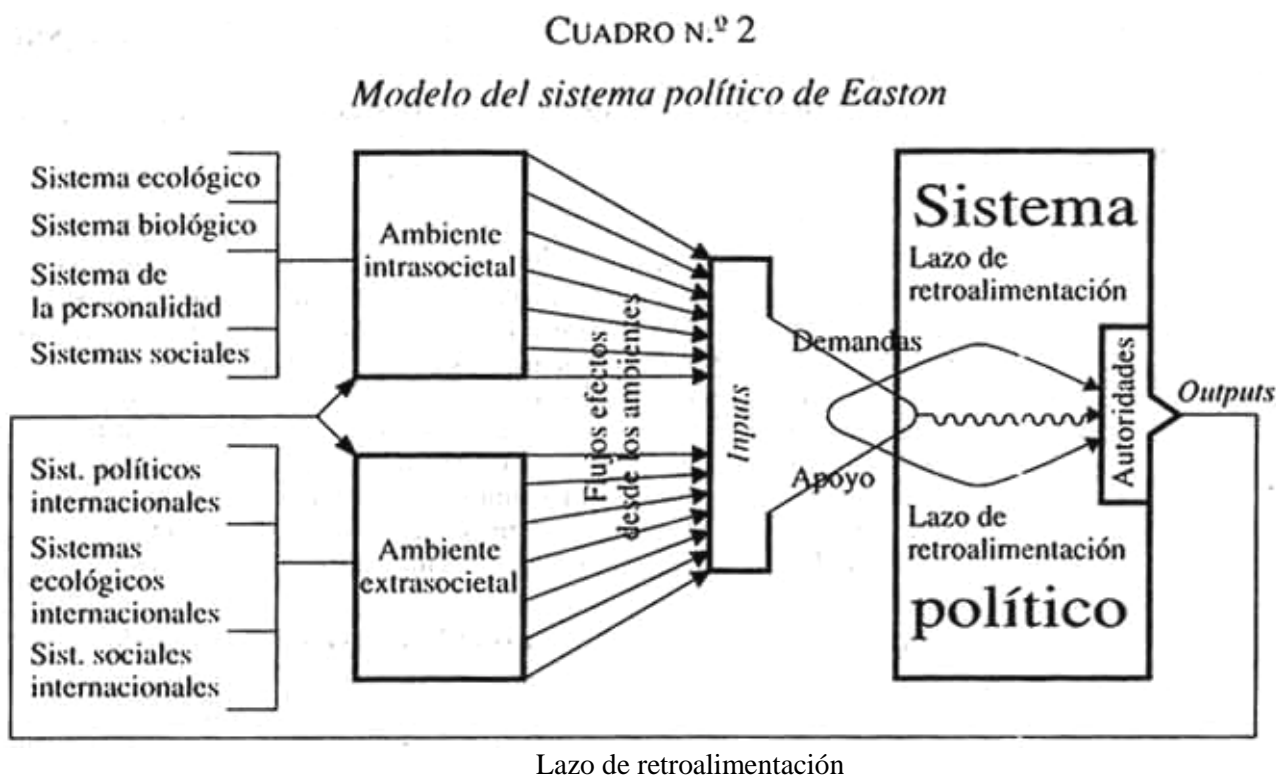 CUADRO N.º 2
Modelo del sistema político de Easton
Sistema ecológico
Sistema biológico
Sistema de
la personalidad
Sistemas sociales
Ambiente
intrasocietal
Sist. políticos
internacionales
Sistemas
ecológicos
internacionales
Sist. sociales
internacionales
Ambiente
extrasocietal
Flujos efectos
desde los ambientes
Inputs
Demandas
Apoyo
Sistema
Lazo de
retroalimentación
Lazo de
retroalimentación
político
Autoridades
Outputs
Lazo de retroalimentación